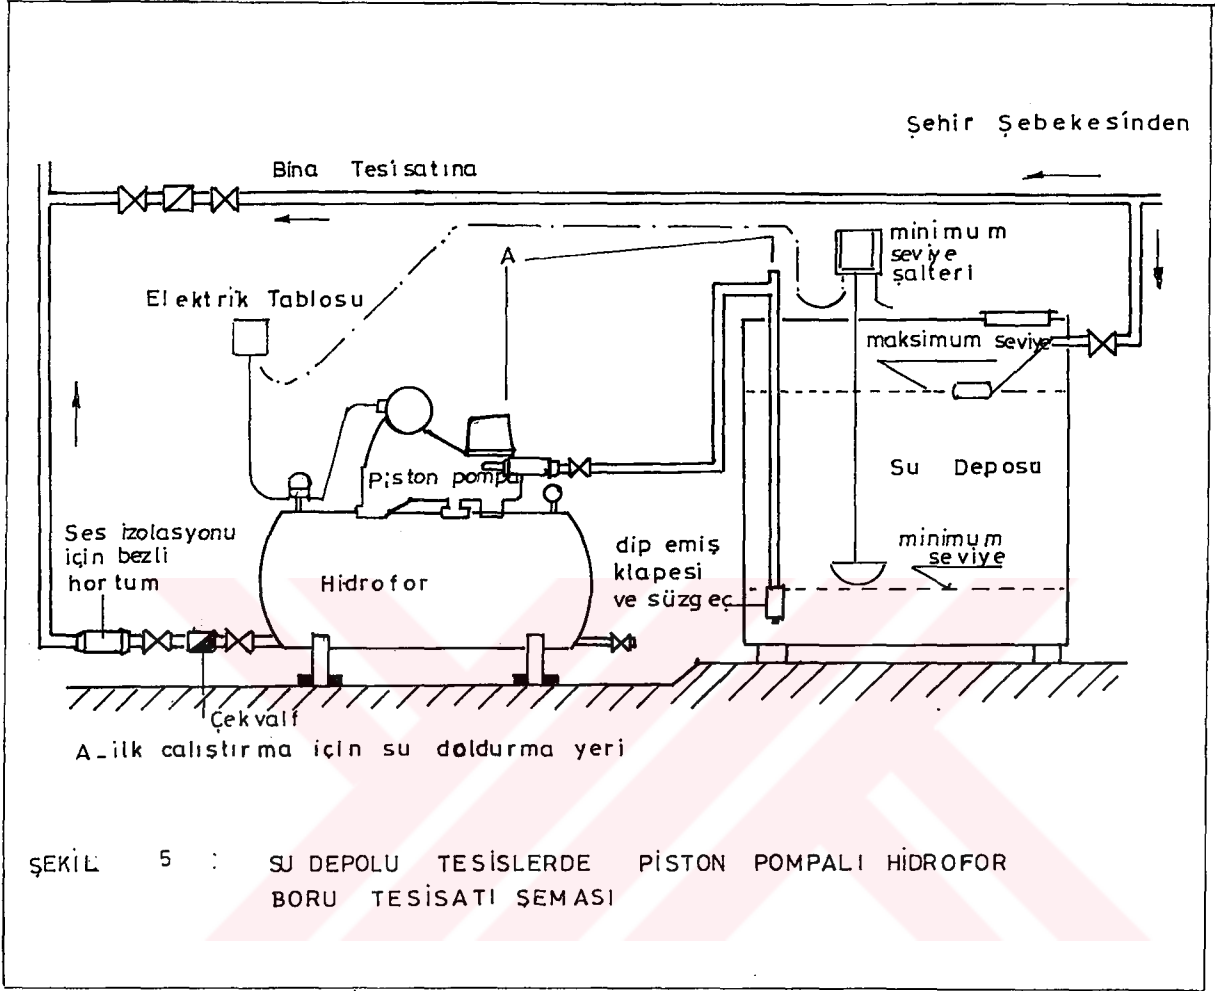 Şehir Şebekesinden
Bina Tesisatına
minimum
seviye
şalteri
A
Elektrik Tablosu
maksimum seviye
Piston pompa
Su Deposu
Ses izolasyonu
için bezli
hortum
Hidrofor
dip emiş
klapesi
ve süzgeç
minimum
seviye
Çekvalf
A-ilk calıştırma için su doldurma yeri
ŞEKİL 5 : SU DEPOLU TESİSLERDE PİSTON POMPALI HİDROFOR
BORU TESİSATI ŞEMASI